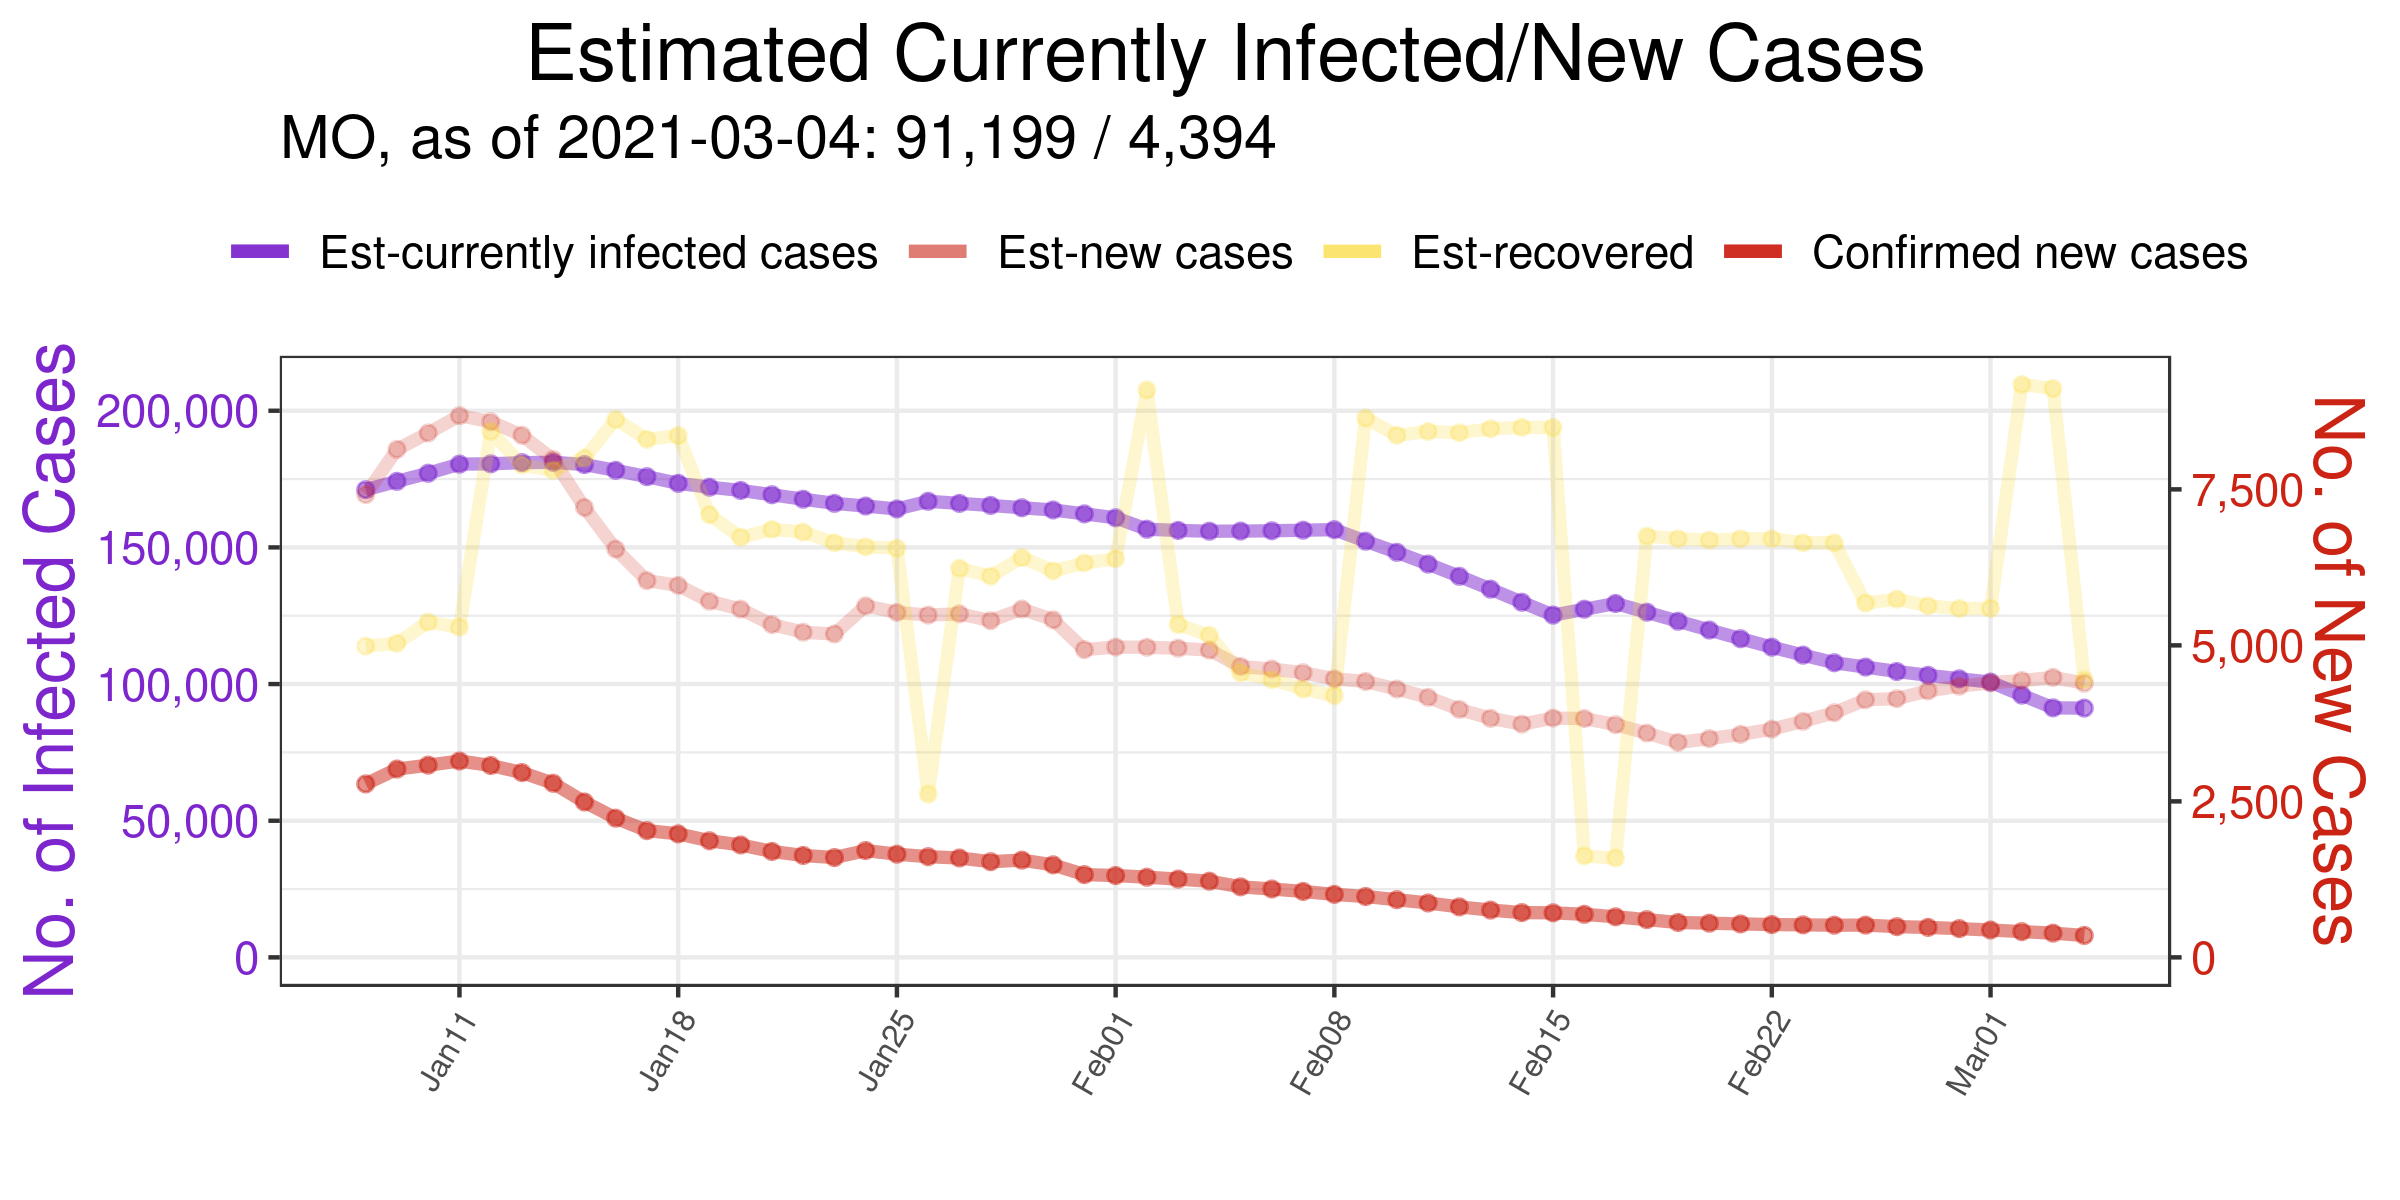 Estimated Currently Infected/New Cases
MO, as of 2021-03-04: 91,199 / 4,394
Est-currently infected cases Est-new cases Est-recovered Confirmed new cases
No. of Infected Cases
200,000
150,000
100,000
50,000
0
7,500
5,000
2,500
0
No. of New Cases
Jan11 Jan18 Jan25 Feb01 Feb08 Feb15 Feb22 Mar01